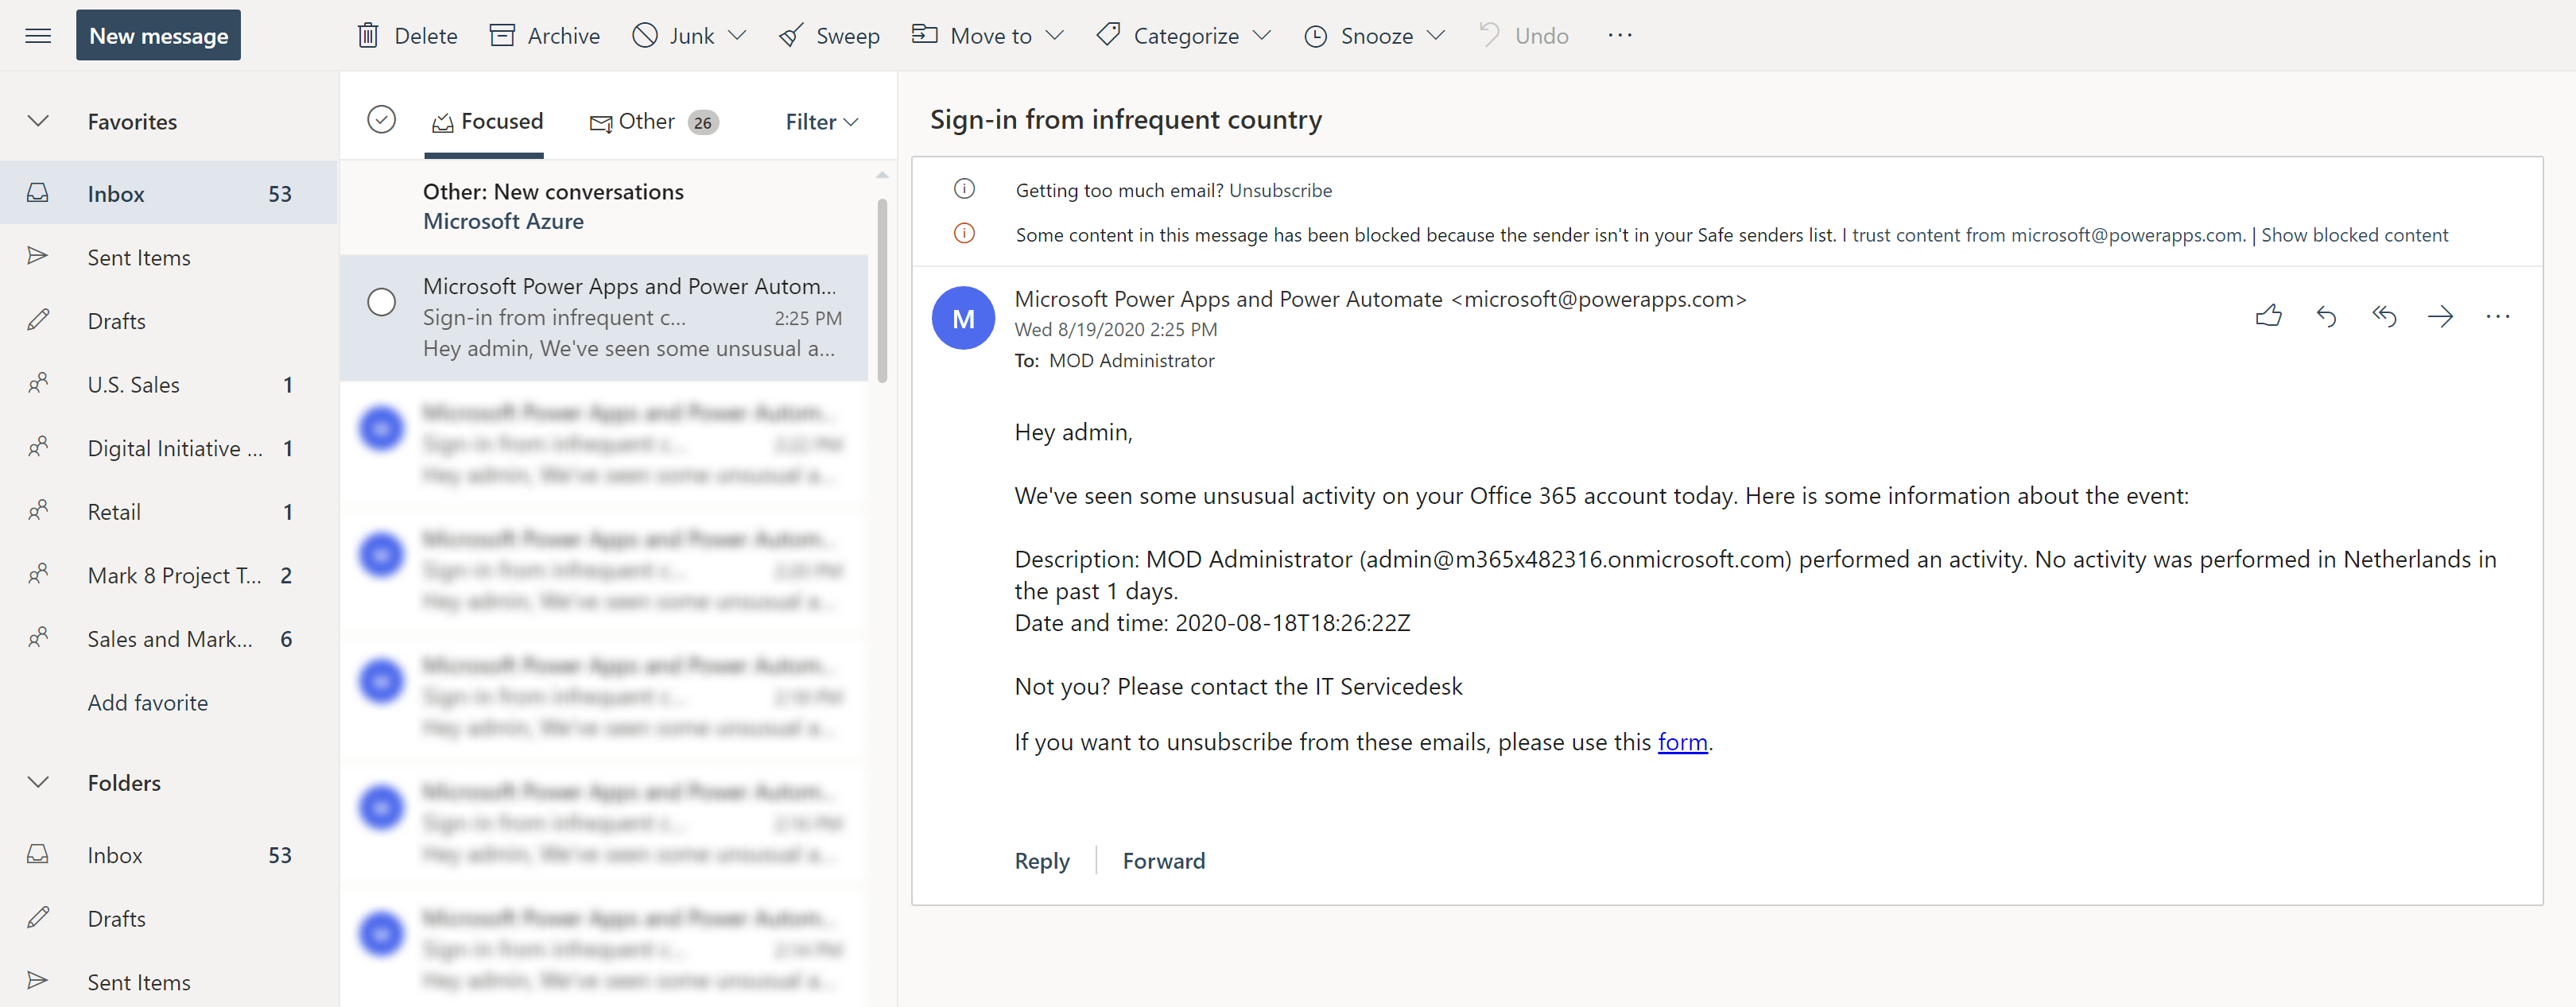 New message
Delete
Archive
Junk
Sweep
Move to
Categorize
Snooze
Undo
Favorites
Inbox 53
Sent Items
Drafts
U.S. Sales 1
Digital Initiative ... 1
Retail 1
Mark 8 Project T... 2
Sales and Mark... 6
Add favorite
Folders
Inbox 53
Drafts
Sent Items
Focused
Other 26
Filter
Other: New conversations
Microsoft Azure
Microsoft Power Apps and Power Autom...
Sign-in from infrequent c... 2:25 PM
Hey admin, We've seen some unsusual a...
Sign-in from infrequent country
Getting too much email? Unsubscribe
Some content in this message has been blocked because the sender isn't in your Safe senders list. I trust content from microsoft@powerapps.com. | Show blocked content
M
Microsoft Power Apps and Power Automate <microsoft@powerapps.com>
Wed 8/19/2020 2:25 PM
To: MOD Administrator
Hey admin,
We've seen some unsusual activity on your Office 365 account today. Here is some information about the event:
Description: MOD Administrator (admin@m365x482316.onmicrosoft.com) performed an activity. No activity was performed in Netherlands in
the past 1 days.
Date and time: 2020-08-18T18:26:22Z
Not you? Please contact the IT Servicedesk
If you want to unsubscribe from these emails, please use this form.
Reply
Forward